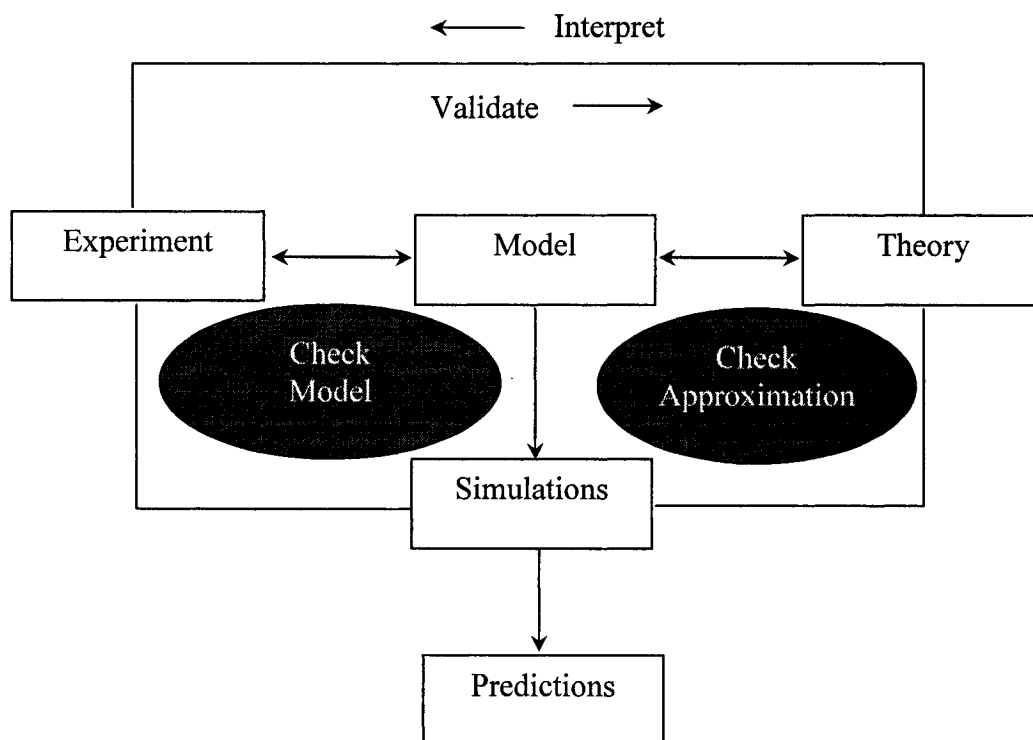 Interpret
Validate
Experiment
Model
Theory
Check
Model
Check
Approximation
Simulations
Predictions